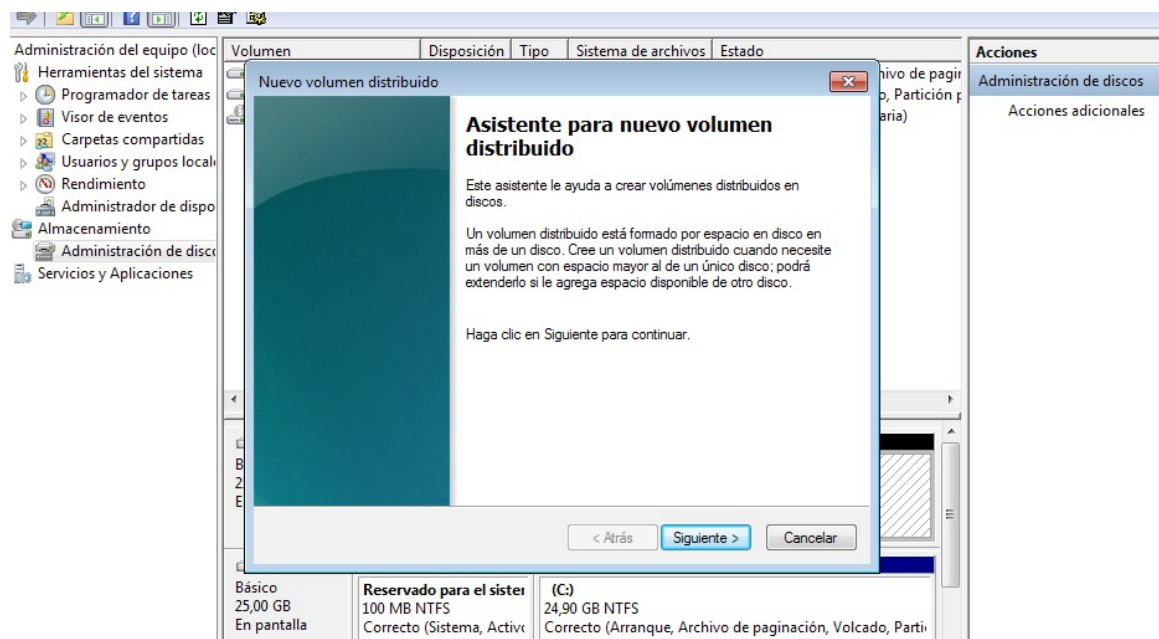 Administración del equipo (loc
Herramientas del sistema
Programador de tareas
Visor de eventos
Carpetas compartidas
Usuarios y grupos local
Rendimiento
Administrador de dispo
Almacenamiento
Administración de disco
Servicios y Aplicaciones
Volumen Disposición Tipo Sistema de archivos Estado
hivo de pagin
o, Partición p
aria)
Nuevo volumen distribuido
Asistente para nuevo volumen
distribuido
Este asistente le ayuda a crear volúmenes distribuidos en
discos.
Un volumen distribuido está formado por espacio en disco en
más de un disco. Cree un volumen distribuido cuando necesite
un volumen con espacio mayor al de un único disco; podrá
extenderlo si le agrega espacio disponible de otro disco.
Haga clic en Siguiente para continuar.
< Atrás Siguiente > Cancelar
B
2
E
Básico
25,00 GB
En pantalla
Reservado para el sister
100 MB NTFS
Correcto (Sistema, Activo
(C:)
24,90 GB NTFS
Correcto (Arranque, Archivo de paginación, Volcado, Parti
Acciones
Administración de discos
Acciones adicionales